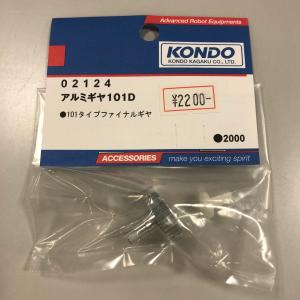 Advanced Robot Equipments
KONDO
KONDO KAGAKU CO., LTD.
02124
アルミギヤ101D
¥2200-
●101タイプファイナルギヤ
●2000
ACCESSORIES
make you exciting spirit